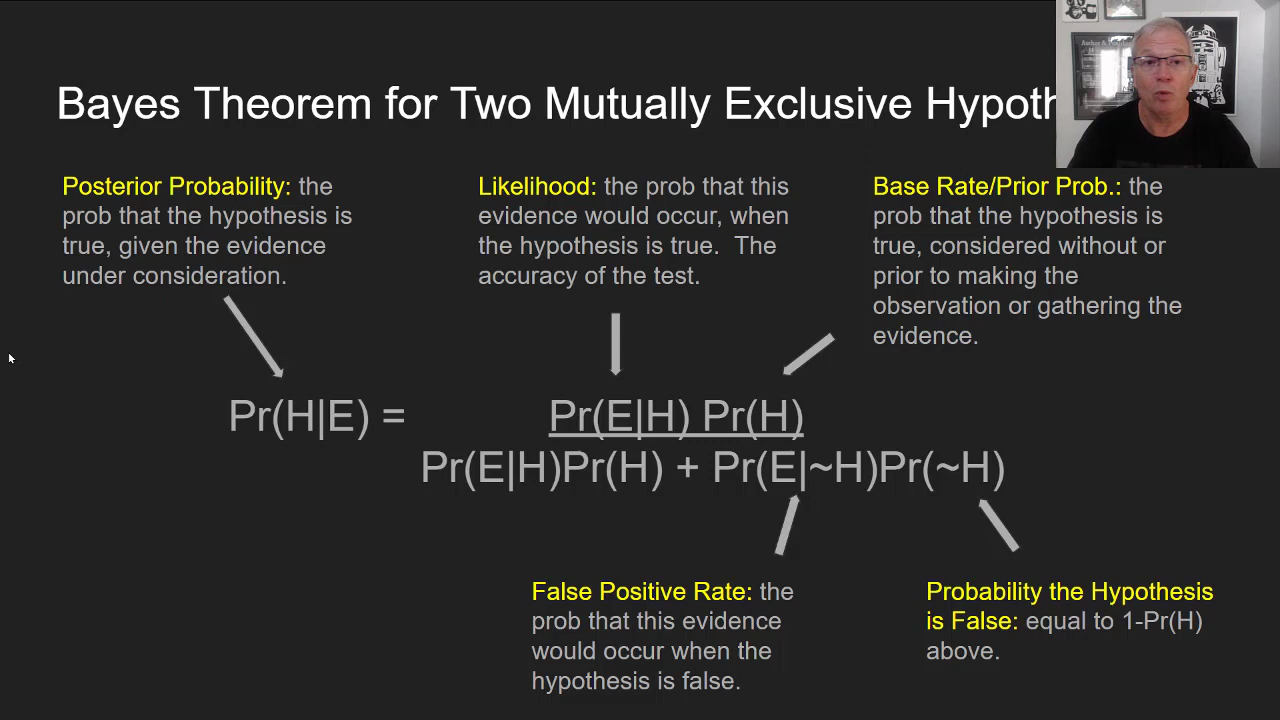 Bayes Theorem for Two Mutually Exclusive Hypoth
Posterior Probability: the
prob that the hypothesis is
true, given the evidence
under consideration.
Likelihood: the prob that this
evidence would occur, when
the hypothesis is true.  The
accuracy of the test.
Base Rate/Prior Prob.: the
prob that the hypothesis is
true, considered without or
prior to making the
observation or gathering the
evidence.
Pr(H|E) =
Pr(E|H) Pr(H)
Pr(E|H)Pr(H) + Pr(E|~H)Pr(~H)
False Positive Rate: the
prob that this evidence
would occur when the
hypothesis is false.
Probability the Hypothesis
is False: equal to 1-Pr(H)
above.